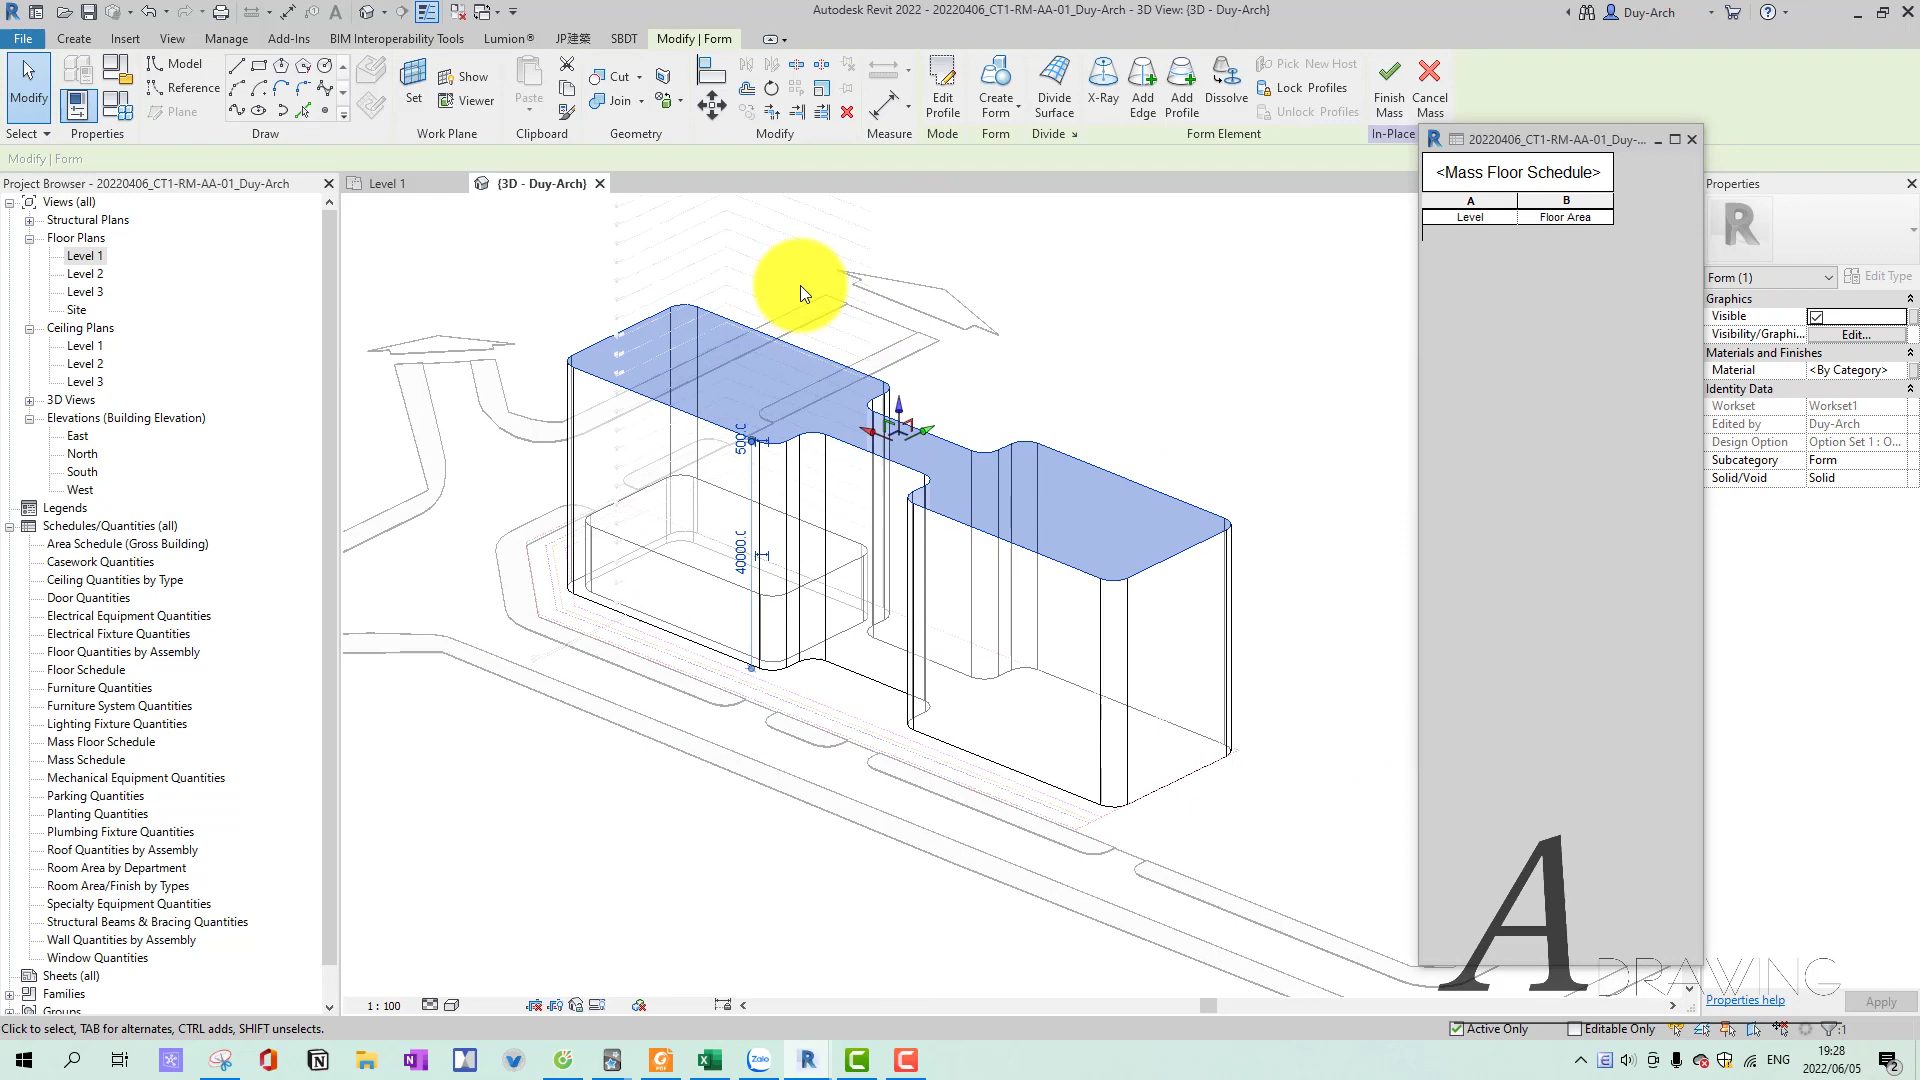 Autodesk Revit 2022 - 20220406_CT1-RM-AA-01_Duy-Arch - 3D View: {3D - Duy-Arch}
Duy-Arch
File Create Insert View Manage Add-Ins BIM Interoperability Tools Lumion® JP建築 SBDT Modify | Form
Modify
Model
Reference
Plane
Set
Show
Viewer
Paste
Cut
Join
Edit Profile
Create Form
Divide Surface
X-Ray
Add Edge
Add Profile
Dissolve
Pick New Host
Lock Profiles
Unlock Profiles
Finish Mass
Cancel Mass
Select Properties Draw Work Plane Clipboard Geometry Modify Measure Mode Form Divide Form Element In-Place
Modify | Form
Project Browser - 20220406_CT1-RM-AA-01_Duy-Arch
Level 1
{3D - Duy-Arch}
Views (all)
Structural Plans
Floor Plans
Level 1
Level 2
Level 3
Site
Ceiling Plans
Level 1
Level 2
Level 3
3D Views
Elevations (Building Elevation)
East
North
South
West
Legends
Schedules/Quantities (all)
Area Schedule (Gross Building)
Casework Quantities
Ceiling Quantities by Type
Door Quantities
Electrical Equipment Quantities
Electrical Fixture Quantities
Floor Quantities by Assembly
Floor Schedule
Furniture Quantities
Furniture System Quantities
Lighting Fixture Quantities
Mass Floor Schedule
Mass Schedule
Mechanical Equipment Quantities
Parking Quantities
Planting Quantities
Plumbing Fixture Quantities
Roof Quantities by Assembly
Room Area by Department
Room Area/Finish by Types
Specialty Equipment Quantities
Structural Beams & Bracing Quantities
Wall Quantities by Assembly
Window Quantities
Sheets (all)
Families
Groups
500.0
40000.0
20220406_CT1-RM-AA-01_Duy-...
<Mass Floor Schedule>
A B
Level Floor Area
Properties
R
Form (1)
Edit Type
Graphics
Visible
Visibility/Graphi... Edit...
Materials and Finishes
Material <By Category>
Identity Data
Workset Workset1
Edited by Duy-Arch
Design Option Option Set 1 : O...
Subcategory Form
Solid/Void Solid
A DRAWING
Properties help
Apply
1 : 100
Click to select, TAB for alternates, CTRL adds, SHIFT unselects.
Active Only
Editable Only
:1
Zalo
ENG
19:28
2022/06/05
2